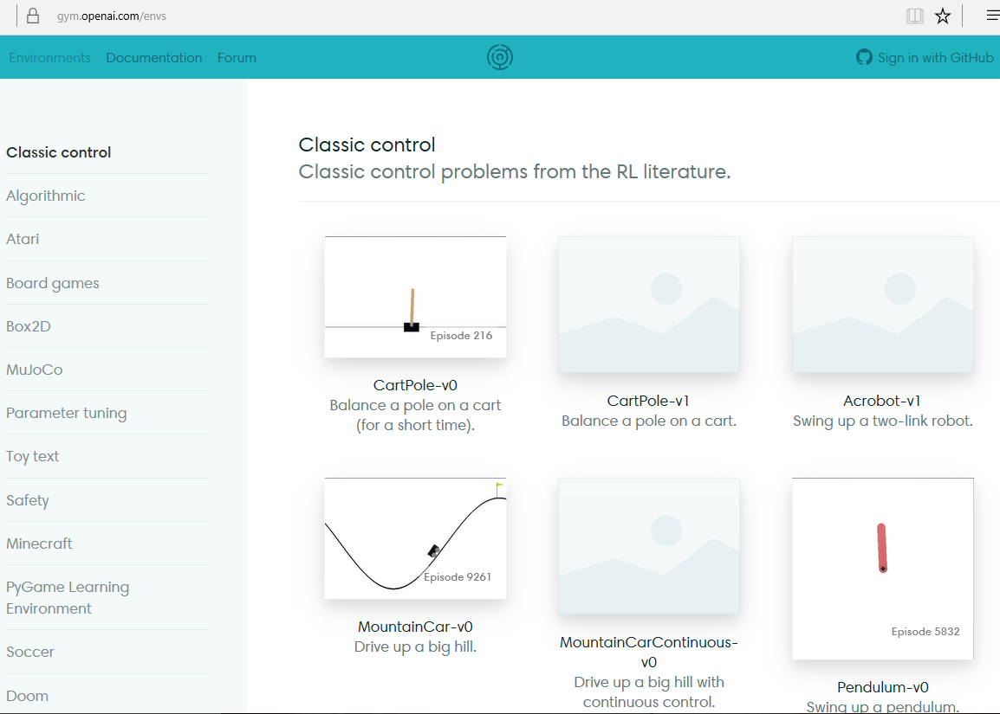 gym.openai.com/envs
Environments Documentation Forum
Sign in with GitHub
Classic control
Algorithmic
Atari
Board games
Box2D
MuJoCo
Parameter tuning
Toy text
Safety
Minecraft
PyGame Learning
Environment
Soccer
Doom
Classic control
Classic control problems from the RL literature.
Episode 216
CartPole-v0
Balance a pole on a cart
(for a short time).
CartPole-v1
Balance a pole on a cart.
Acrobot-v1
Swing up a two-link robot.
Episode 9261
MountainCar-v0
Drive up a big hill.
MountainCarContinuous-
v0
Drive up a big hill with
continuous control.
Episode 5832
Pendulum-v0
Swing up a pendulum.